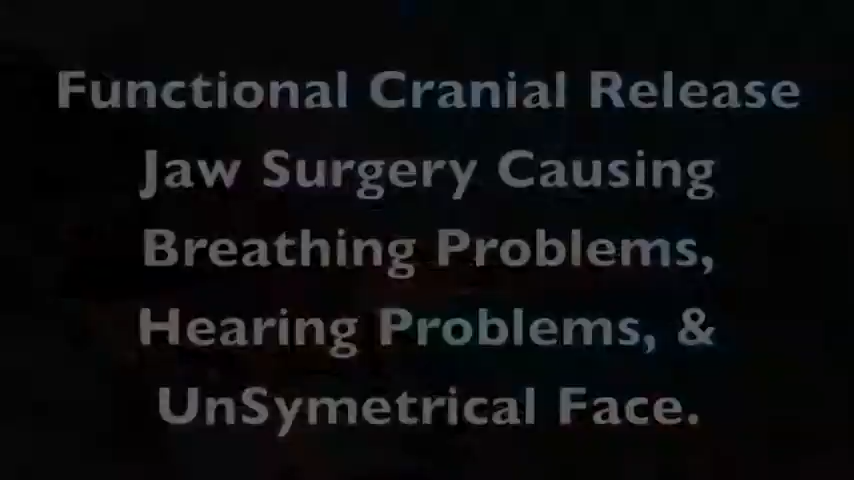 Functional Cranial Release
Jaw Surgery Causing
Breathing Problems,
Hearing Problems, &
UnSymetrical Face.